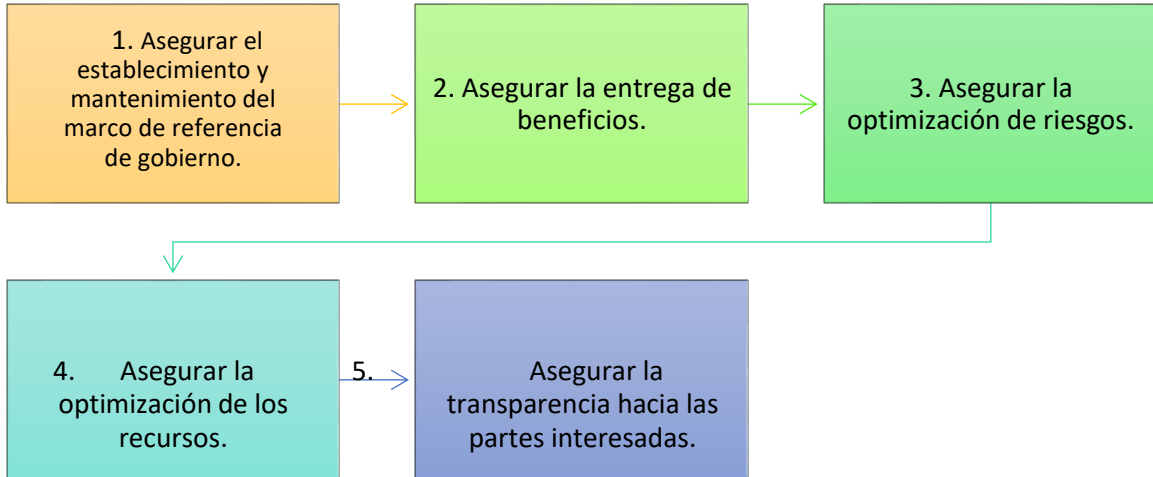 1. Asegurar el
establecimiento y
mantenimiento del
marco de referencia
de gobierno.
2. Asegurar la entrega de
beneficios.
3. Asegurar la
optimización de riesgos.
4. Asegurar la
optimización de los
recursos.
5. Asegurar la
transparencia hacia las
partes interesadas.